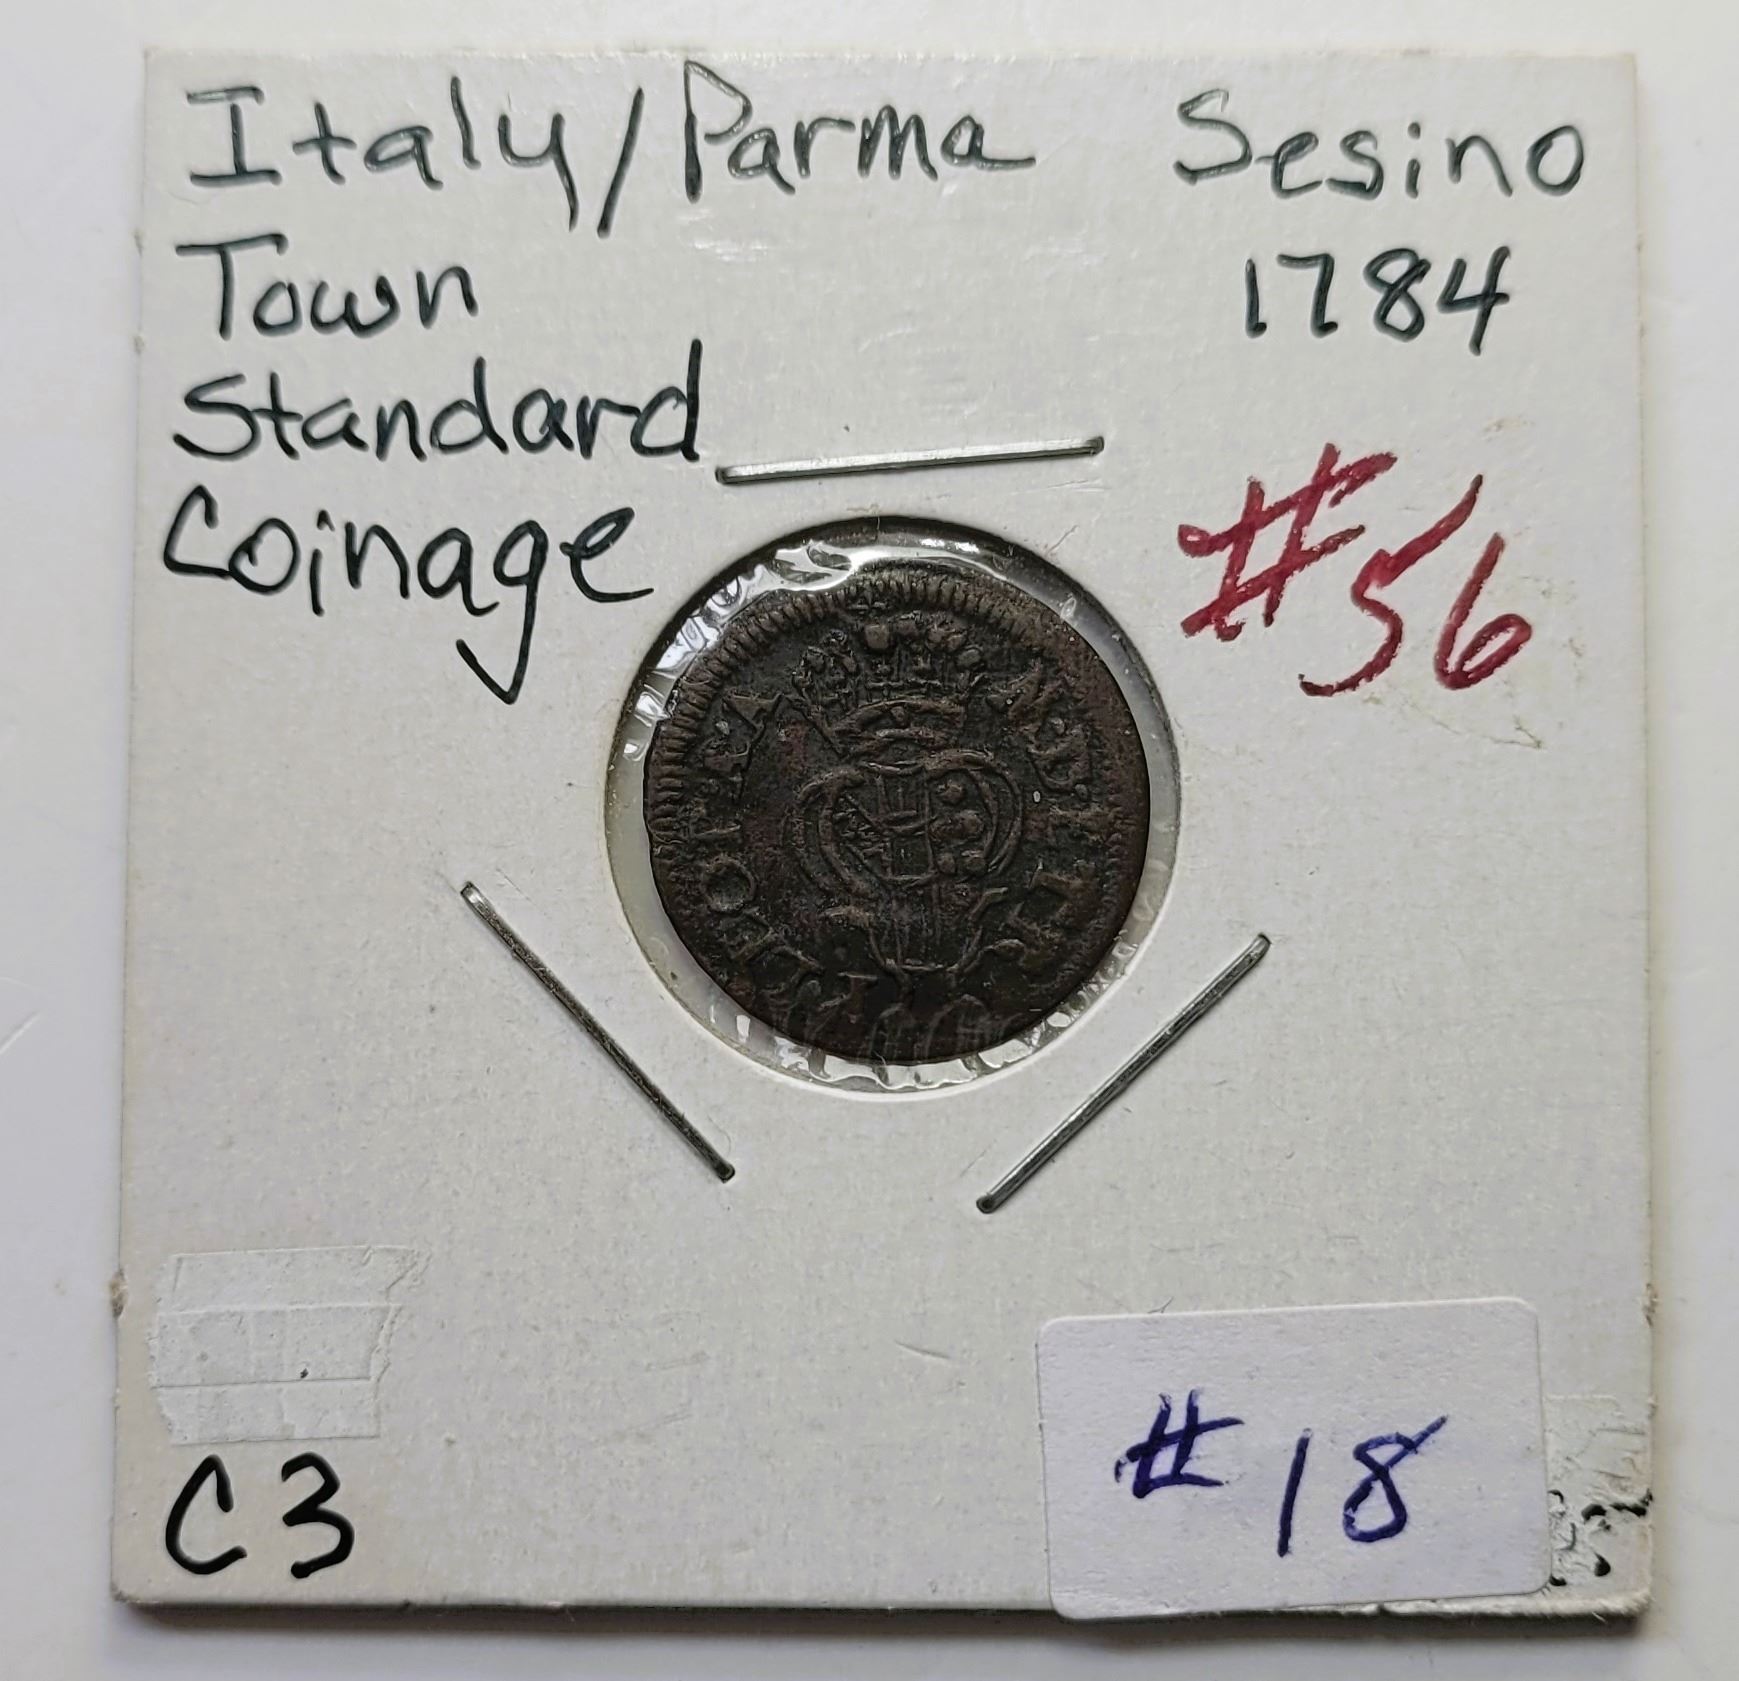 Italy/Parma Sesino
Town 1784
Standard
Coinage
#56
C3
#18